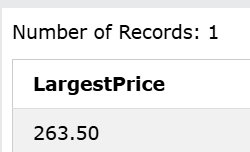 Number of Records: 1
LargestPrice
263.50